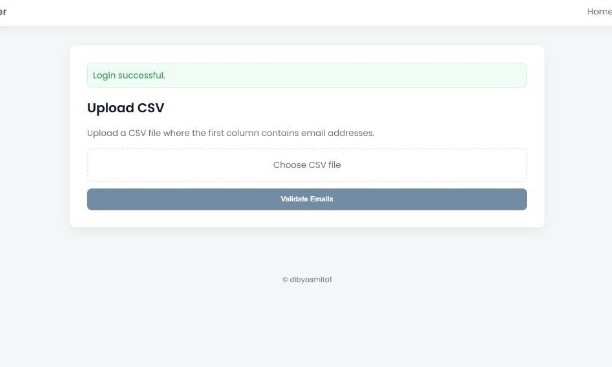 er
Home
Login successful.
Upload CSV
Upload a CSV file where the first column contains email addresses.
Choose CSV file
Validate Emails
© dibyasmita1